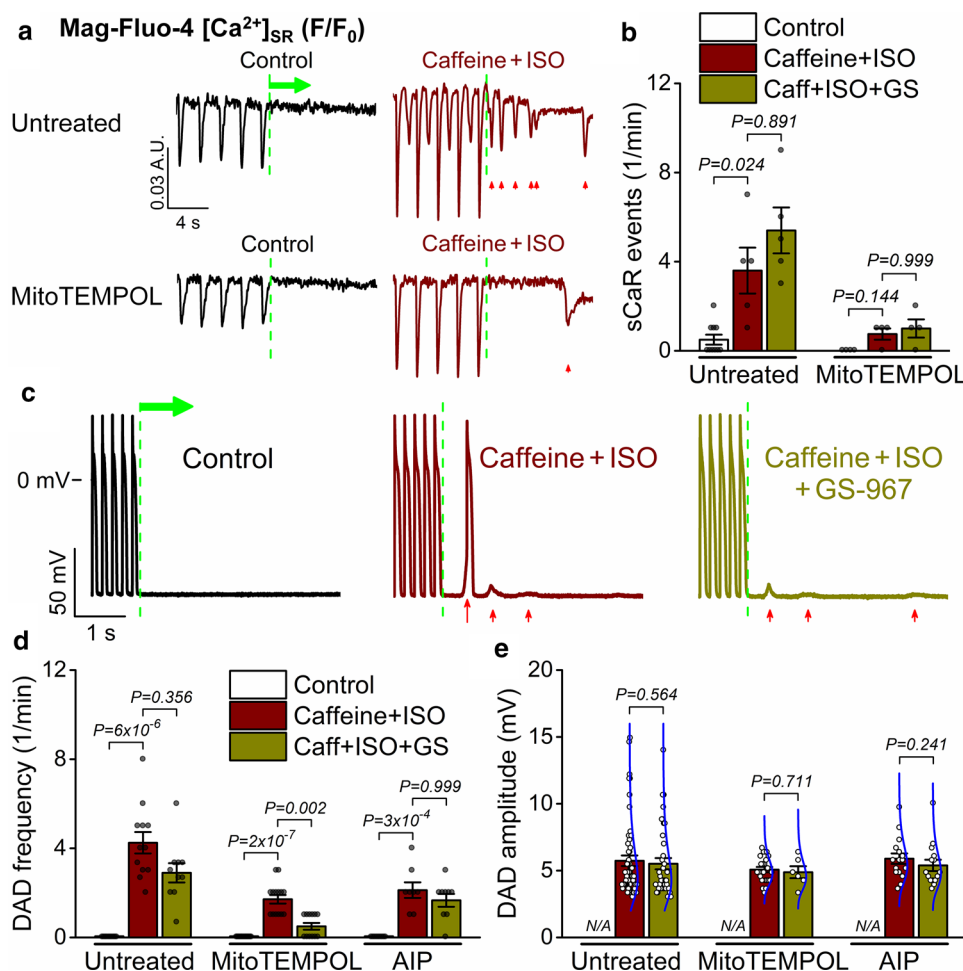 a Mag-Fluo-4 [Ca²⁺]SR (F/F₀)
Control
Caffeine + ISO
Untreated
0.03 A.U.
4 s
Control
Caffeine + ISO
MitoTEMPOL
b
Control
Caffeine+ISO
Caff+ISO+GS
sCaR events (1/min)
12
8
4
0
P=0.024
P=0.891
P=0.144
P=0.999
Untreated
MitoTEMPOL
c
0 mV
50 mV
1 s
Control
Caffeine + ISO
Caffeine + ISO
+ GS-967
d
DAD frequency (1/min)
12
8
4
0
Control
Caffeine+ISO
Caff+ISO+GS
P=6x10⁻⁶
P=0.356
P=2x10⁻⁷
P=0.002
P=3x10⁻⁴
P=0.999
Untreated
MitoTEMPOL
AIP
e
DAD amplitude (mV)
20
15
10
5
0
P=0.564
P=0.711
P=0.241
N/A
N/A
N/A
Untreated
MitoTEMPOL
AIP